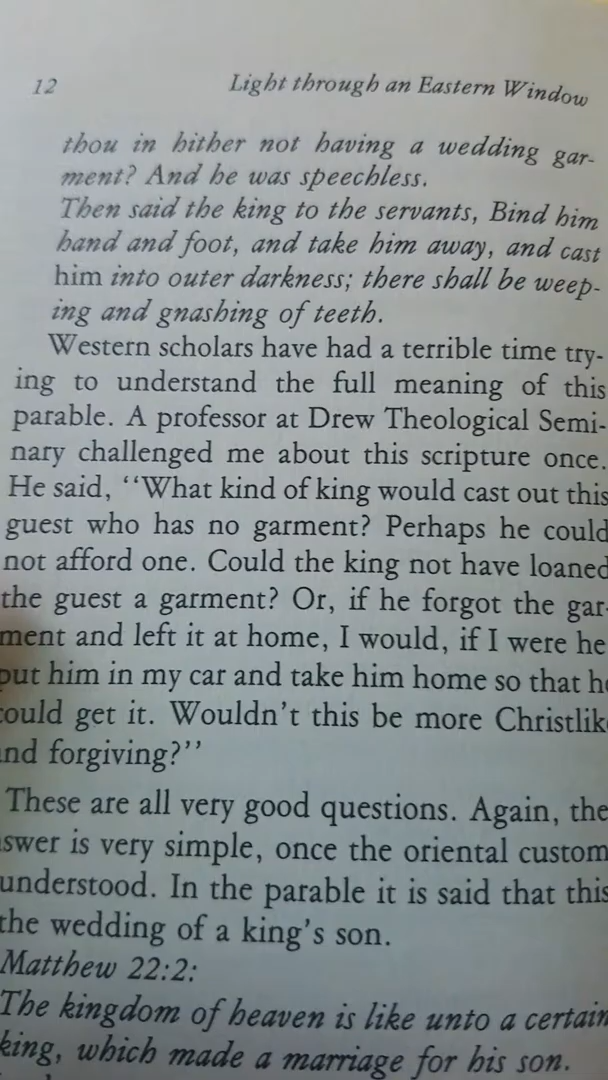 12 Light through an Eastern Window
thou in hither not having a wedding gar-
ment? And he was speechless.
Then said the king to the servants, Bind him
hand and foot, and take him away, and cast
him into outer darkness; there shall be weep-
ing and gnashing of teeth.
Western scholars have had a terrible time try-
ing to understand the full meaning of this
parable. A professor at Drew Theological Semi-
nary challenged me about this scripture once.
He said, ‘‘What kind of king would cast out this
guest who has no garment? Perhaps he could
not afford one. Could the king not have loaned
the guest a garment? Or, if he forgot the gar-
ment and left it at home, I would, if I were he
put him in my car and take him home so that he
could get it. Wouldn’t this be more Christlik
nd forgiving?’’
These are all very good questions. Again, the
swer is very simple, once the oriental custom
understood. In the parable it is said that this
the wedding of a king’s son.
Matthew 22:2:
The kingdom of heaven is like unto a certain
king, which made a marriage for his son.